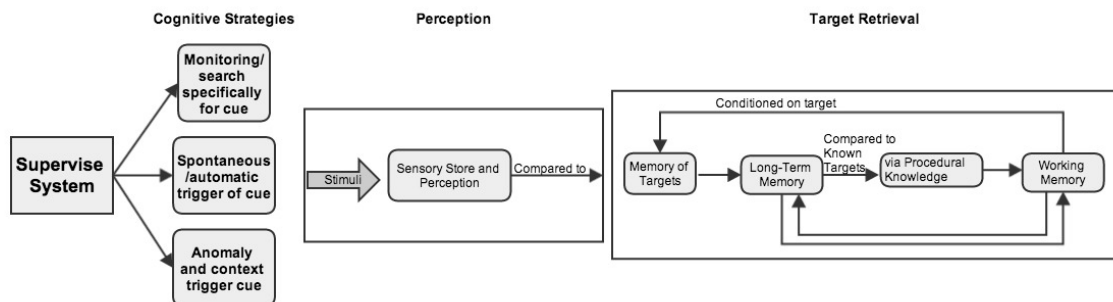 Cognitive Strategies
Perception
Target Retrieval
Supervise
System
Monitoring/
search
specifically
for cue
Spontaneous
/automatic
trigger of cue
Anomaly
and context
trigger cue
Stimuli
Sensory Store and
Perception
Compared to
Conditioned on target
Memory of
Targets
Long-Term
Memory
Compared to
Known
Targets
via Procedural
Knowledge
Working
Memory